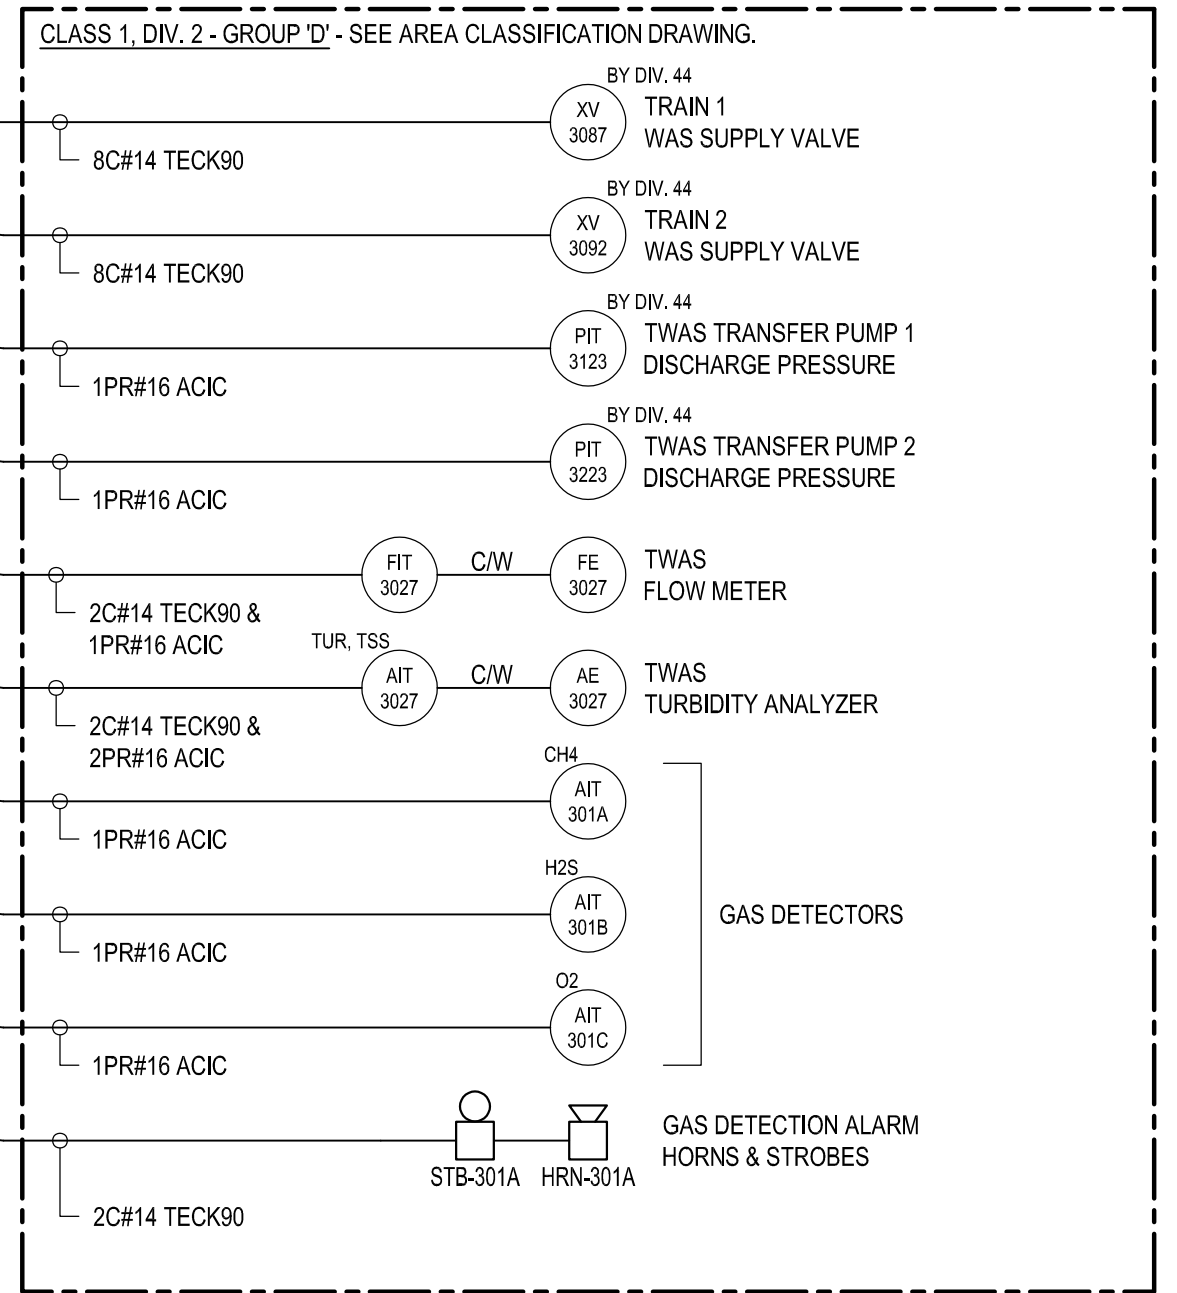 CLASS 1, DIV. 2 - GROUP 'D' - SEE AREA CLASSIFICATION DRAWING.
BY DIV. 44
XV
3087
TRAIN 1
WAS SUPPLY VALVE
8C#14 TECK90
BY DIV. 44
XV
3092
TRAIN 2
WAS SUPPLY VALVE
8C#14 TECK90
BY DIV. 44
PIT
3123
TWAS TRANSFER PUMP 1
DISCHARGE PRESSURE
1PR#16 ACIC
BY DIV. 44
PIT
3223
TWAS TRANSFER PUMP 2
DISCHARGE PRESSURE
1PR#16 ACIC
FIT
3027
C/W
FE
3027
TWAS
FLOW METER
2C#14 TECK90 &
1PR#16 ACIC
TUR, TSS
AIT
3027
C/W
AE
3027
TWAS
TURBIDITY ANALYZER
2C#14 TECK90 &
2PR#16 ACIC
CH4
AIT
301A
1PR#16 ACIC
H2S
AIT
301B
GAS DETECTORS
1PR#16 ACIC
O2
AIT
301C
1PR#16 ACIC
GAS DETECTION ALARM
HORNS & STROBES
STB-301A
HRN-301A
2C#14 TECK90